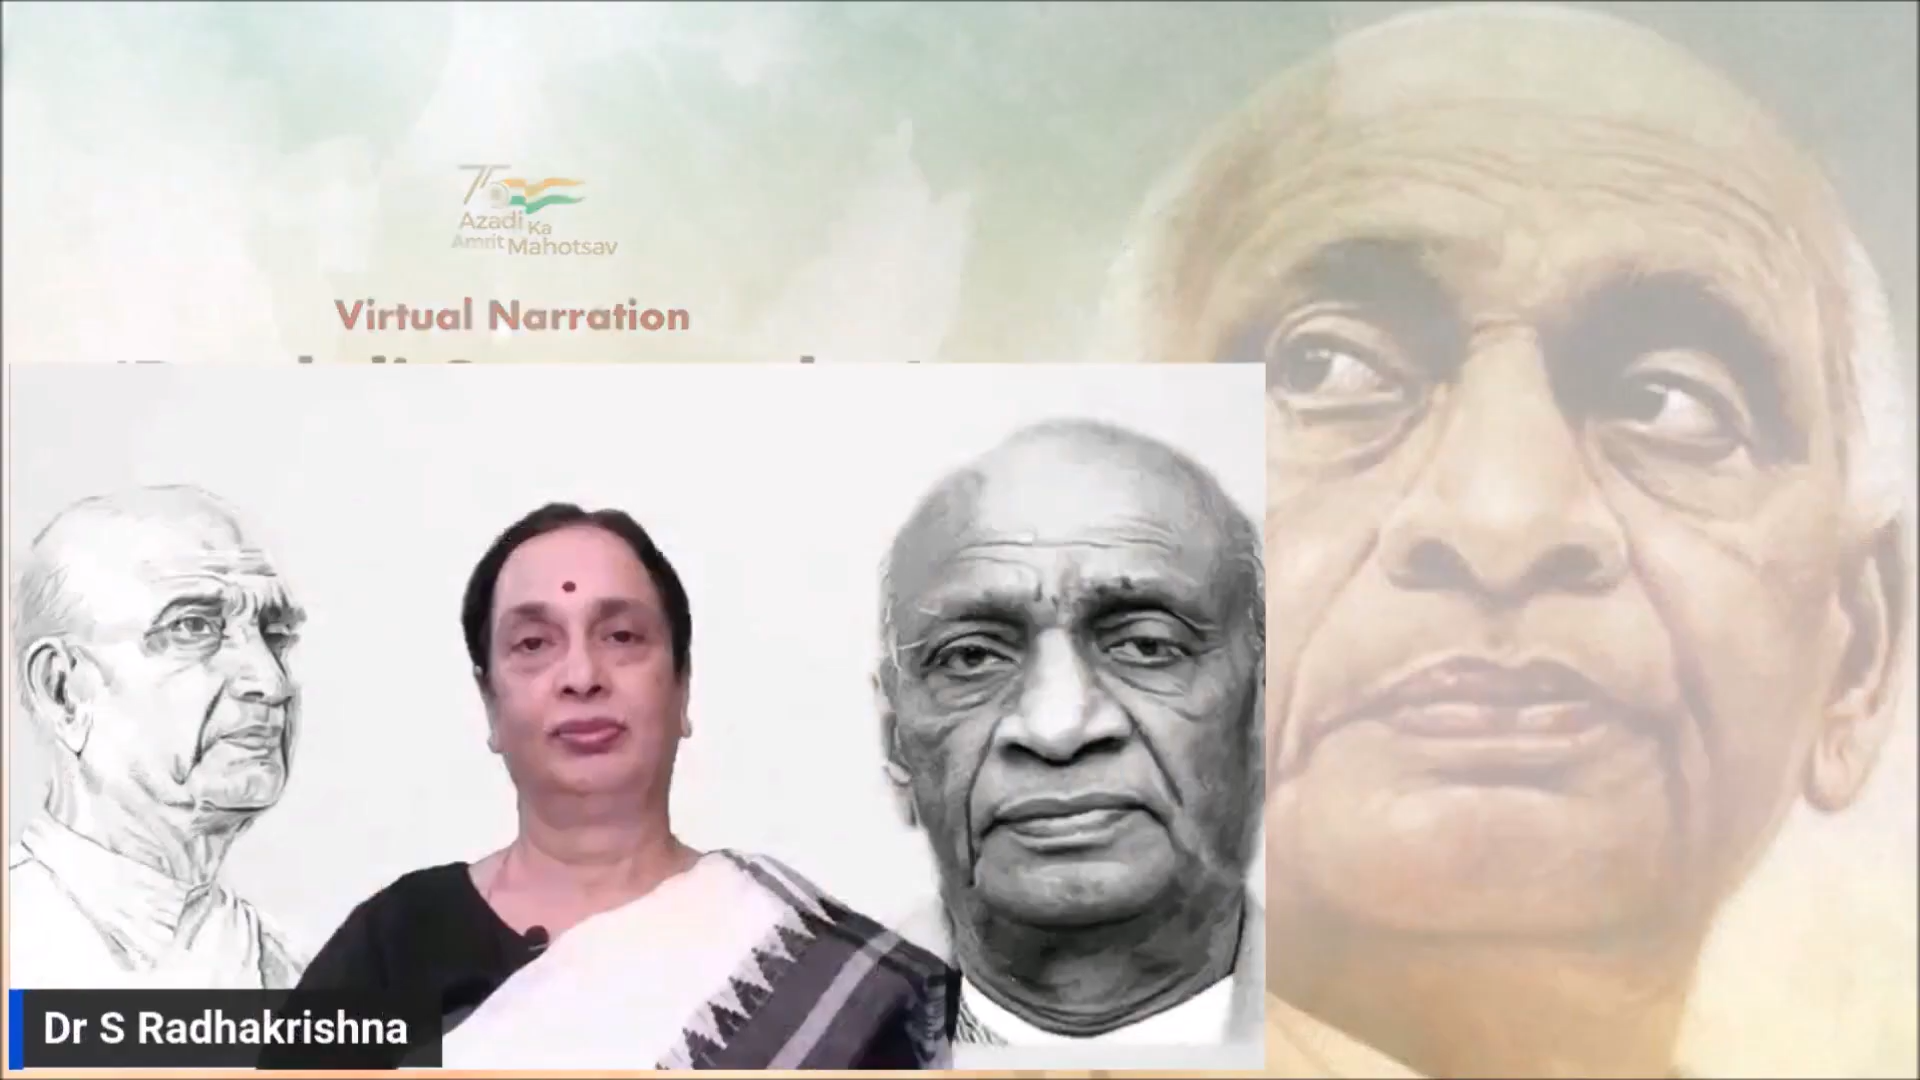 75
Azadi Ka
Amrit Mahotsav
Virtual Narration
Dr S Radhakrishna